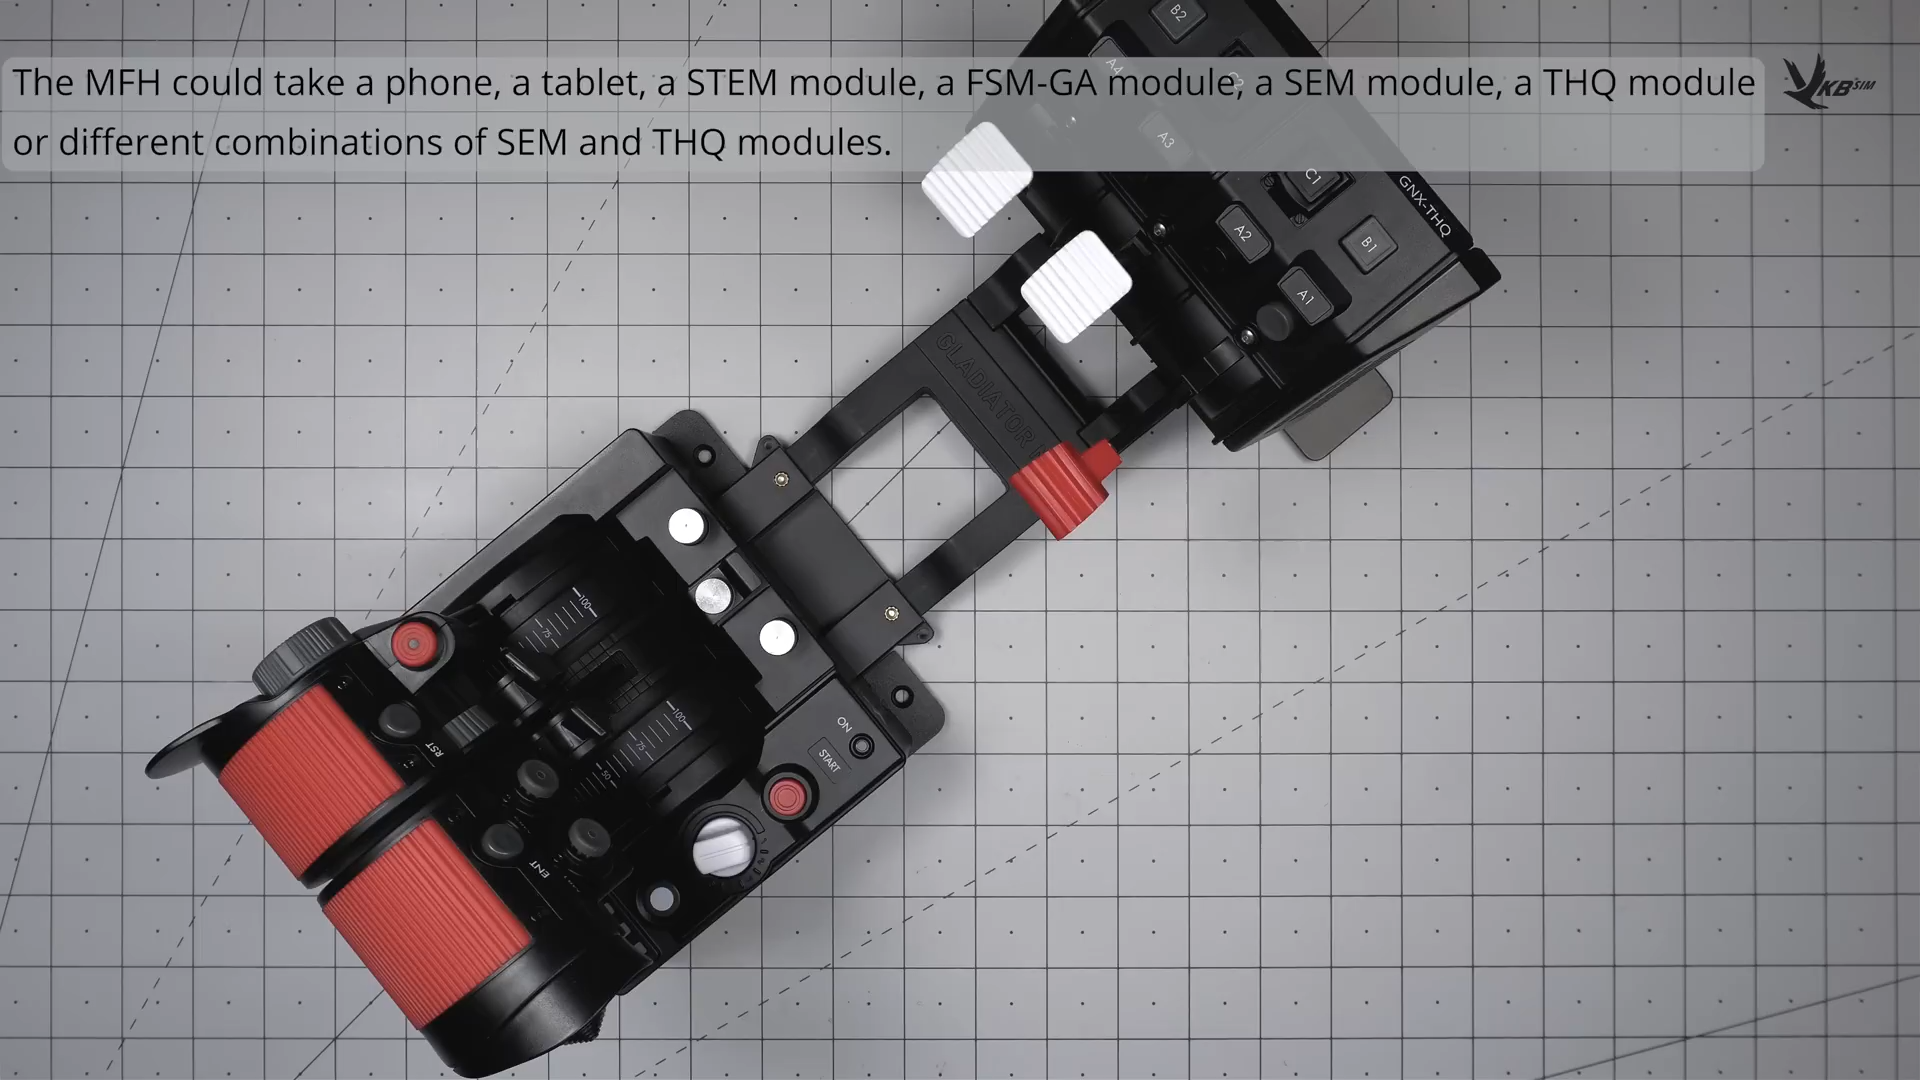 The MFH could take a phone, a tablet, a STEM module, a FSM-GA module, a SEM module, a THQ module
or different combinations of SEM and THQ modules.
VKBSIM
B2
A4
C2
A3
C1
GNX-THQ
A2
B1
A1
GLADIATOR
100
75
100
75
50
ON
START
RST
ENT